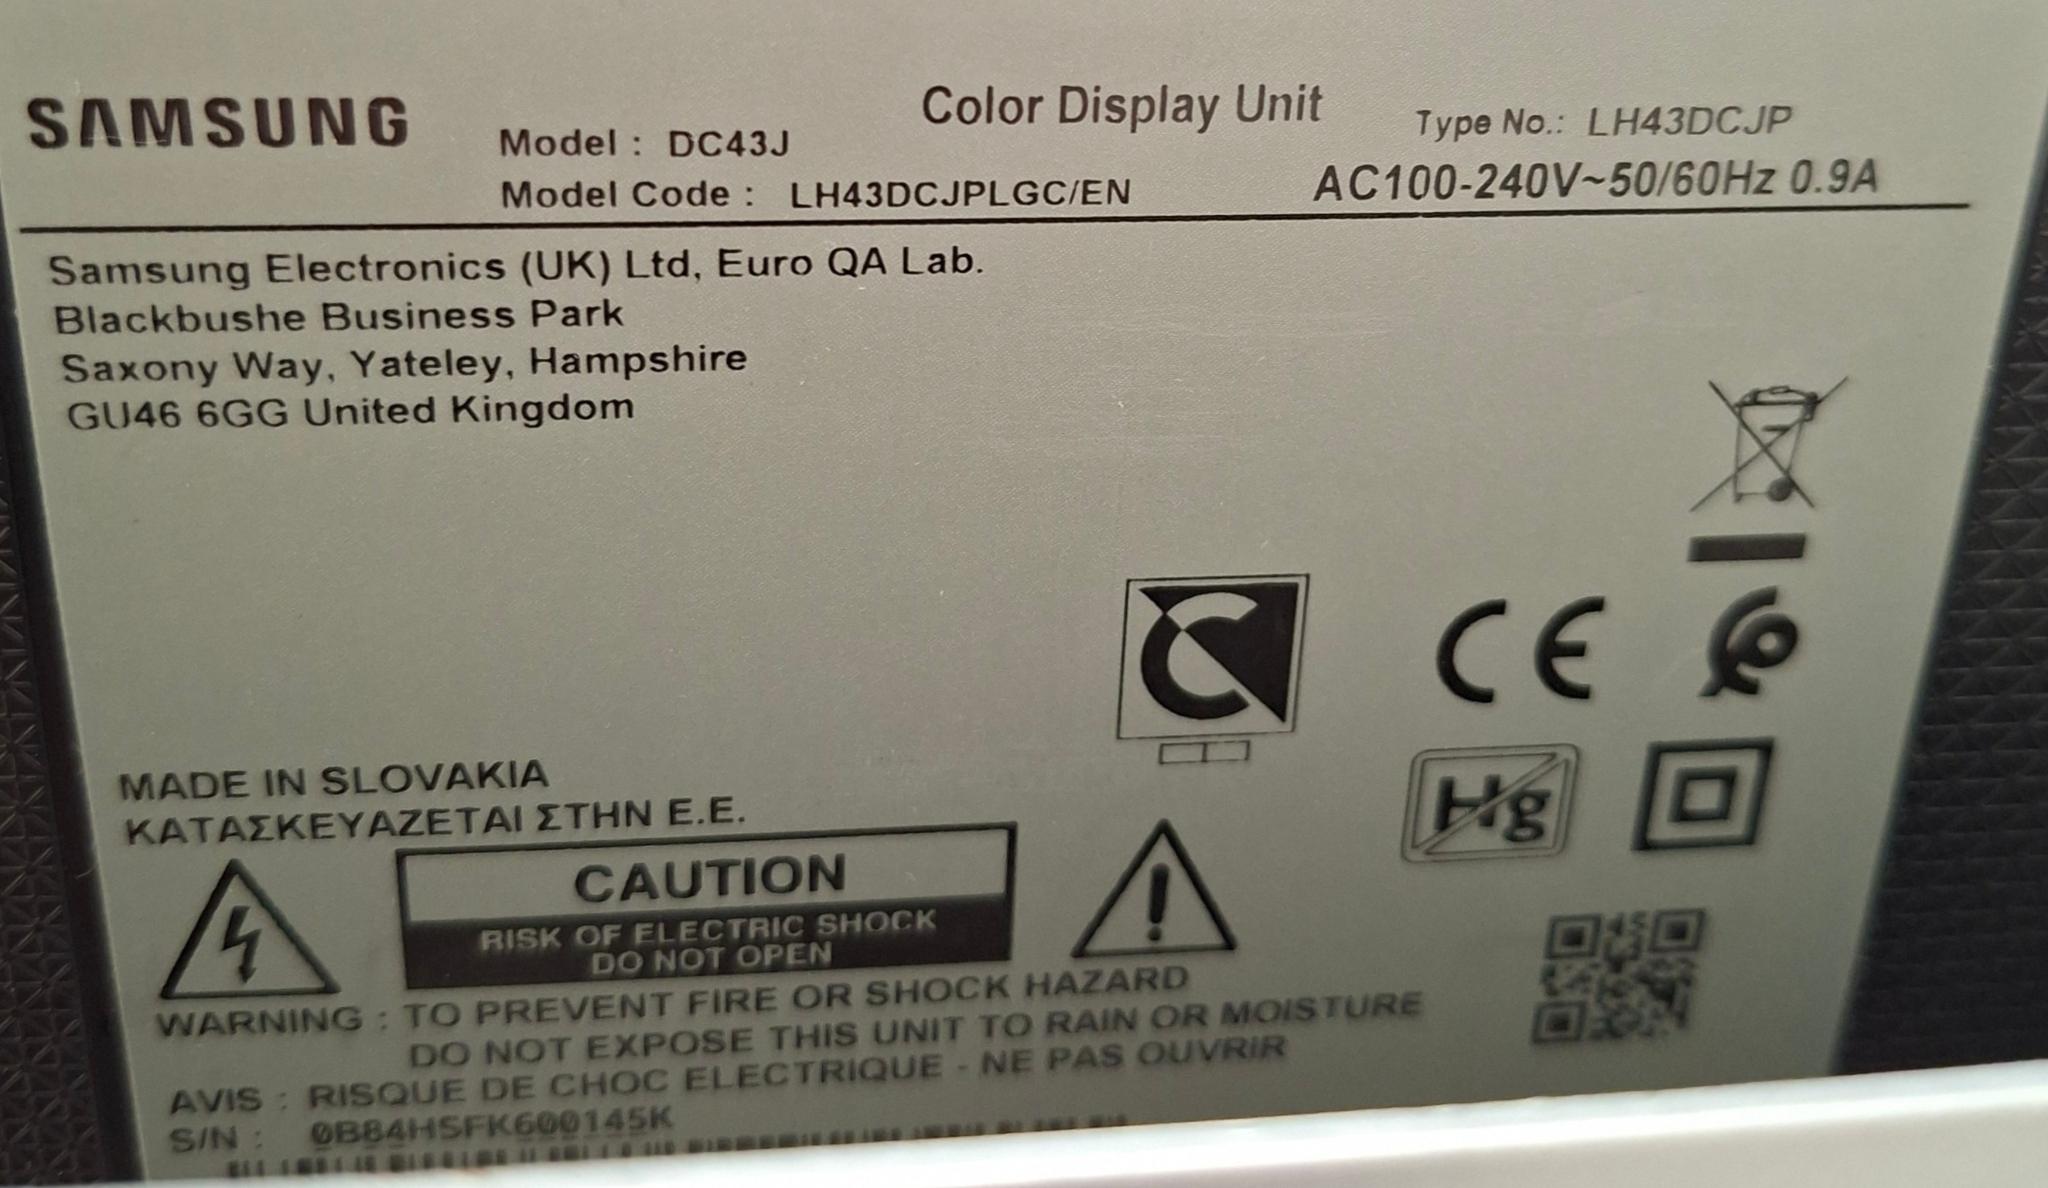 SAMSUNG
Color Display Unit
Model : DC43J
Type No.: LH43DCJP
Model Code : LH43DCJPLGC/EN
AC100-240V~50/60Hz 0.9A
Samsung Electronics (UK) Ltd, Euro QA Lab.
Blackbushe Business Park
Saxony Way, Yateley, Hampshire
GU46 6GG United Kingdom
C
CE
Hg
MADE IN SLOVAKIA
ΚΑΤΑΣΚΕΥΑΖΕΤΑΙ ΣΤΗΝ Ε.Ε.
CAUTION
RISK OF ELECTRIC SHOCK
DO NOT OPEN
WARNING : TO PREVENT FIRE OR SHOCK HAZARD
DO NOT EXPOSE THIS UNIT TO RAIN OR MOISTURE
AVIS : RISQUE DE CHOC ELECTRIQUE - NE PAS OUVRIR
S/N : 0B84HSFK600145K